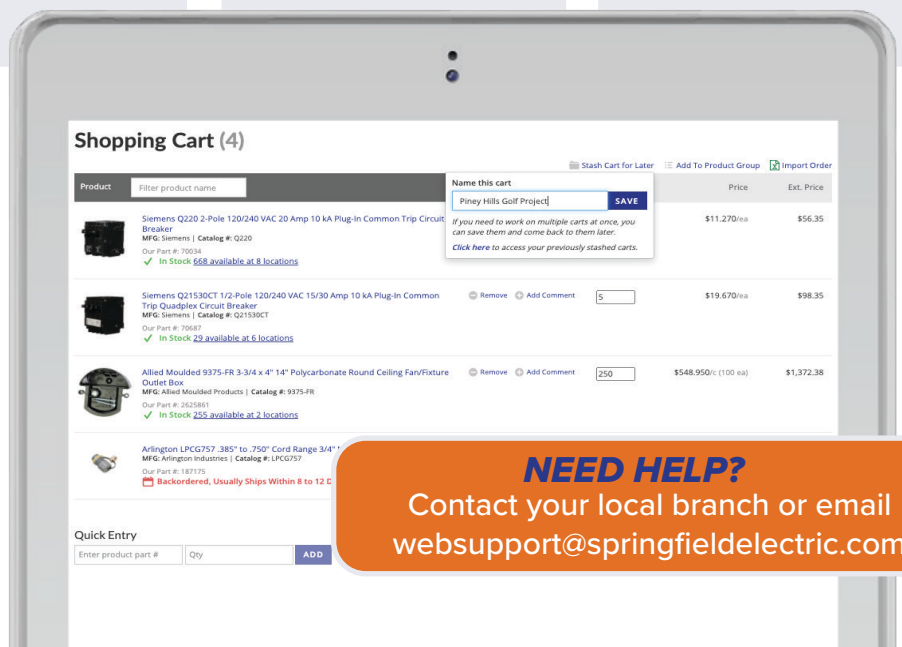 Shopping Cart (4)
Stash Cart for Later Add To Product Group Import Order
Product Filter product name Price Ext. Price
Name this cart
Piney Hills Golf Project SAVE
If you need to work on multiple carts at once, you
can save them and come back to them later.
Click here to access your previously stashed carts.
Siemens Q220 2-Pole 120/240 VAC 20 Amp 10 kA Plug-In Common Trip Circuit
Breaker
MFG: Siemens | Catalog #: Q220
Our Part #: 70034
In Stock 668 available at 8 locations
$11.270/ea $56.35
Siemens Q21530CT 1/2-Pole 120/240 VAC 15/30 Amp 10 kA Plug-In Common
Trip Quadplex Circuit Breaker
MFG: Siemens | Catalog #: Q21530CT
Our Part #: 70687
In Stock 29 available at 6 locations
Remove Add Comment 5 $19.670/ea $98.35
Allied Moulded 9375-FR 3-3/4 x 4" 14" Polycarbonate Round Ceiling Fan/Fixture
Outlet Box
MFG: Allied Moulded Products | Catalog #: 9375-FR
Our Part #: 2625861
In Stock 255 available at 2 locations
Remove Add Comment 250 $548.950/c (100 ea) $1,372.38
Arlington LPCG757 .385" to .750" Cord Range 3/4"
MFG: Arlington Industries | Catalog #: LPCG757
Our Part #: 187175
Backordered, Usually Ships Within 8 to 12 D
Quick Entry
Enter product part # Qty ADD
NEED HELP?
Contact your local branch or email
websupport@springfieldelectric.com